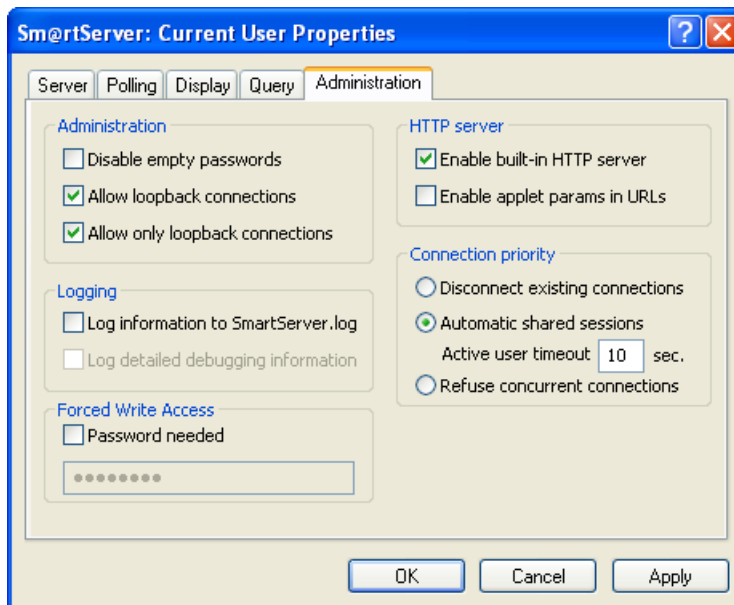 Sm@rtServer: Current User Properties
Server Polling Display Query Administration
Administration
Disable empty passwords
Allow loopback connections
Allow only loopback connections
Logging
Log information to SmartServer.log
Log detailed debugging information
Forced Write Access
Password needed
••••••••
HTTP server
Enable built-in HTTP server
Enable applet params in URLs
Connection priority
Disconnect existing connections
Automatic shared sessions
Active user timeout 10 sec.
Refuse concurrent connections
OK Cancel Apply